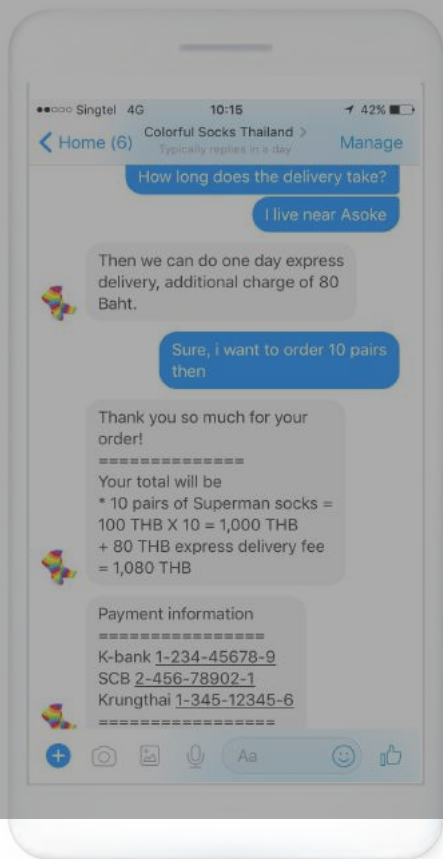 Singtel 4G 10:15 42%
Home (6) Colorful Socks Thailand > Manage
Typically replies in a day
How long does the delivery take?
I live near Asoke
Then we can do one day express
delivery, additional charge of 80
Baht.
Sure, i want to order 10 pairs
then
Thank you so much for your
order!
==============
Your total will be
* 10 pairs of Superman socks =
100 THB X 10 = 1,000 THB
+ 80 THB express delivery fee
= 1,080 THB
Payment information
================
K-bank 1-234-45678-9
SCB 2-456-78902-1
Krungthai 1-345-12345-6
=================
Aa